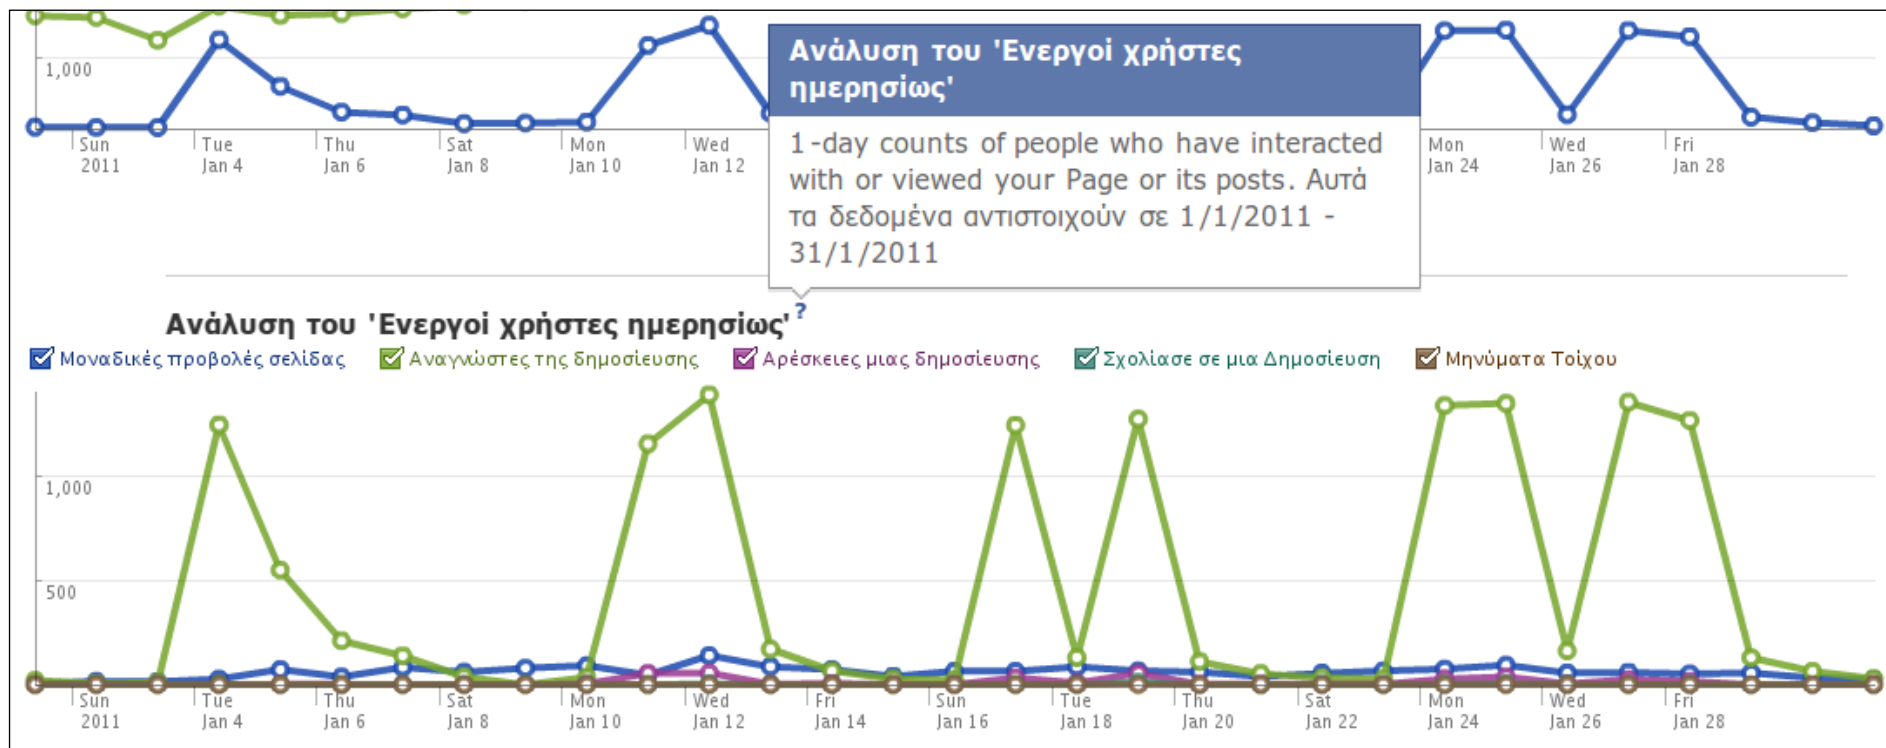 1,000
Sun Tue Thu Sat Mon Wed Mon Wed Fri
2011 Jan 4 Jan 6 Jan 8 Jan 10 Jan 12 Jan 24 Jan 26 Jan 28
Ανάλυση του 'Ενεργοί χρήστες
ημερησίως'
1-day counts of people who have interacted
with or viewed your Page or its posts. Αυτά
τα δεδομένα αντιστοιχούν σε 1/1/2011 -
31/1/2011
Ανάλυση του 'Ενεργοί χρήστες ημερησίως' ?
Μοναδικές προβολές σελίδας Αναγνώστες της δημοσίευσης Αρέσκειες μιας δημοσίευσης Σχολίασε σε μια Δημοσίευση Μηνύματα Τοίχου
1,000
500
Sun Tue Thu Sat Mon Wed Fri Sun Tue Thu Sat Mon Wed Fri
2011 Jan 4 Jan 6 Jan 8 Jan 10 Jan 12 Jan 14 Jan 16 Jan 18 Jan 20 Jan 22 Jan 24 Jan 26 Jan 28